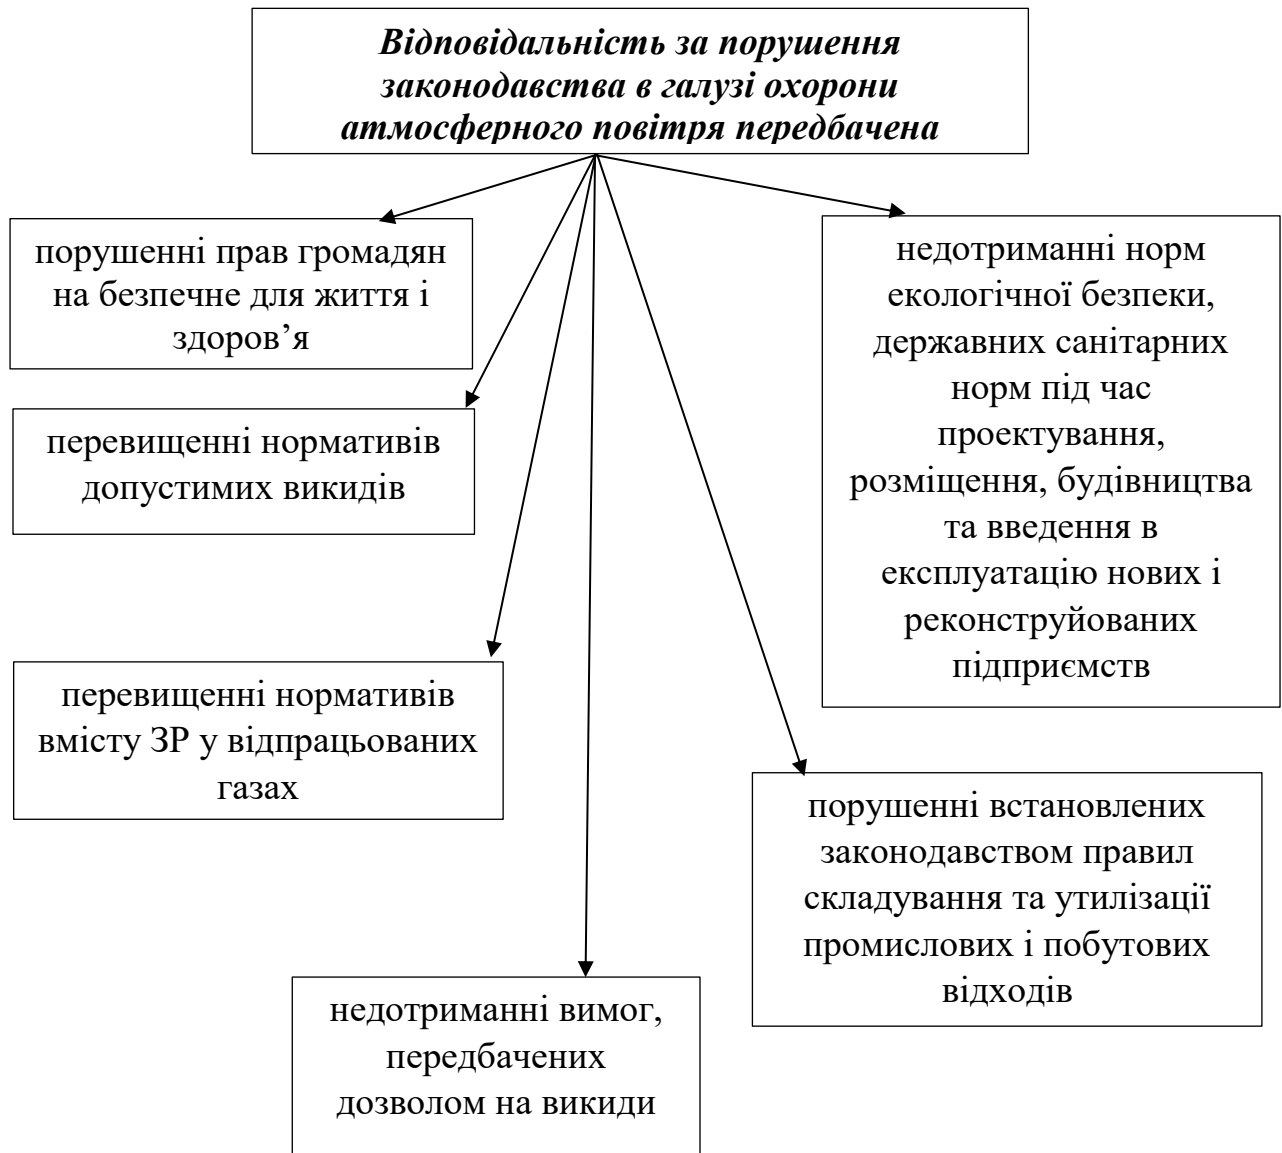 Відповідальність за порушення
законодавства в галузі охорони
атмосферного повітря передбачена
порушенні прав громадян
на безпечне для життя і
здоров’я
перевищенні нормативів
допустимих викидів
перевищенні нормативів
вмісту ЗР у відпрацьованих
газах
недотриманні вимог,
передбачених
дозволом на викиди
порушенні встановлених
законодавством правил
складування та утилізації
промислових і побутових
відходів
недотриманні норм
екологічної безпеки,
державних санітарних
норм під час
проектування,
розміщення, будівництва
та введення в
експлуатацію нових і
реконструйованих
підприємств